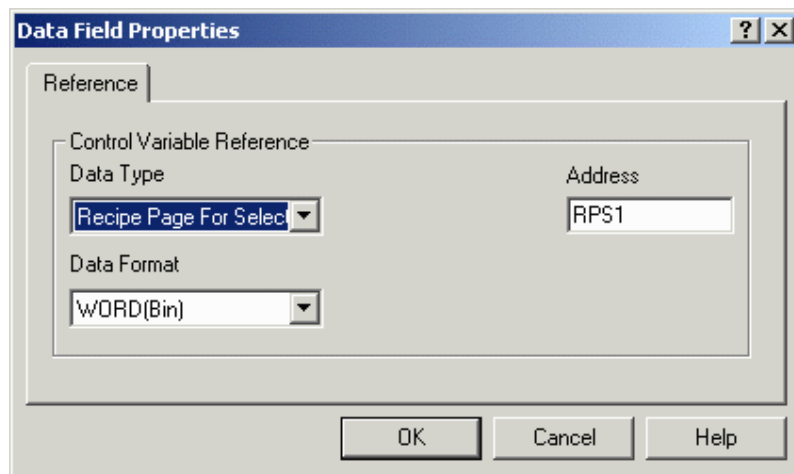 Data Field Properties
Reference
Control Variable Reference
Data Type
Address
Recipe Page For Select
RPS1
Data Format
WORD(Bin)
OK
Cancel
Help